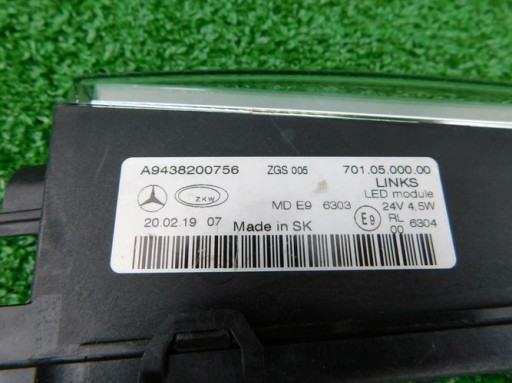 A9438200756 ZGS 005 701.05.000.00
LINKS
LED module
ZKW MD E9 6303 E9 24V 4,5W
RL
00 6304
20.02.19 07 Made in SK